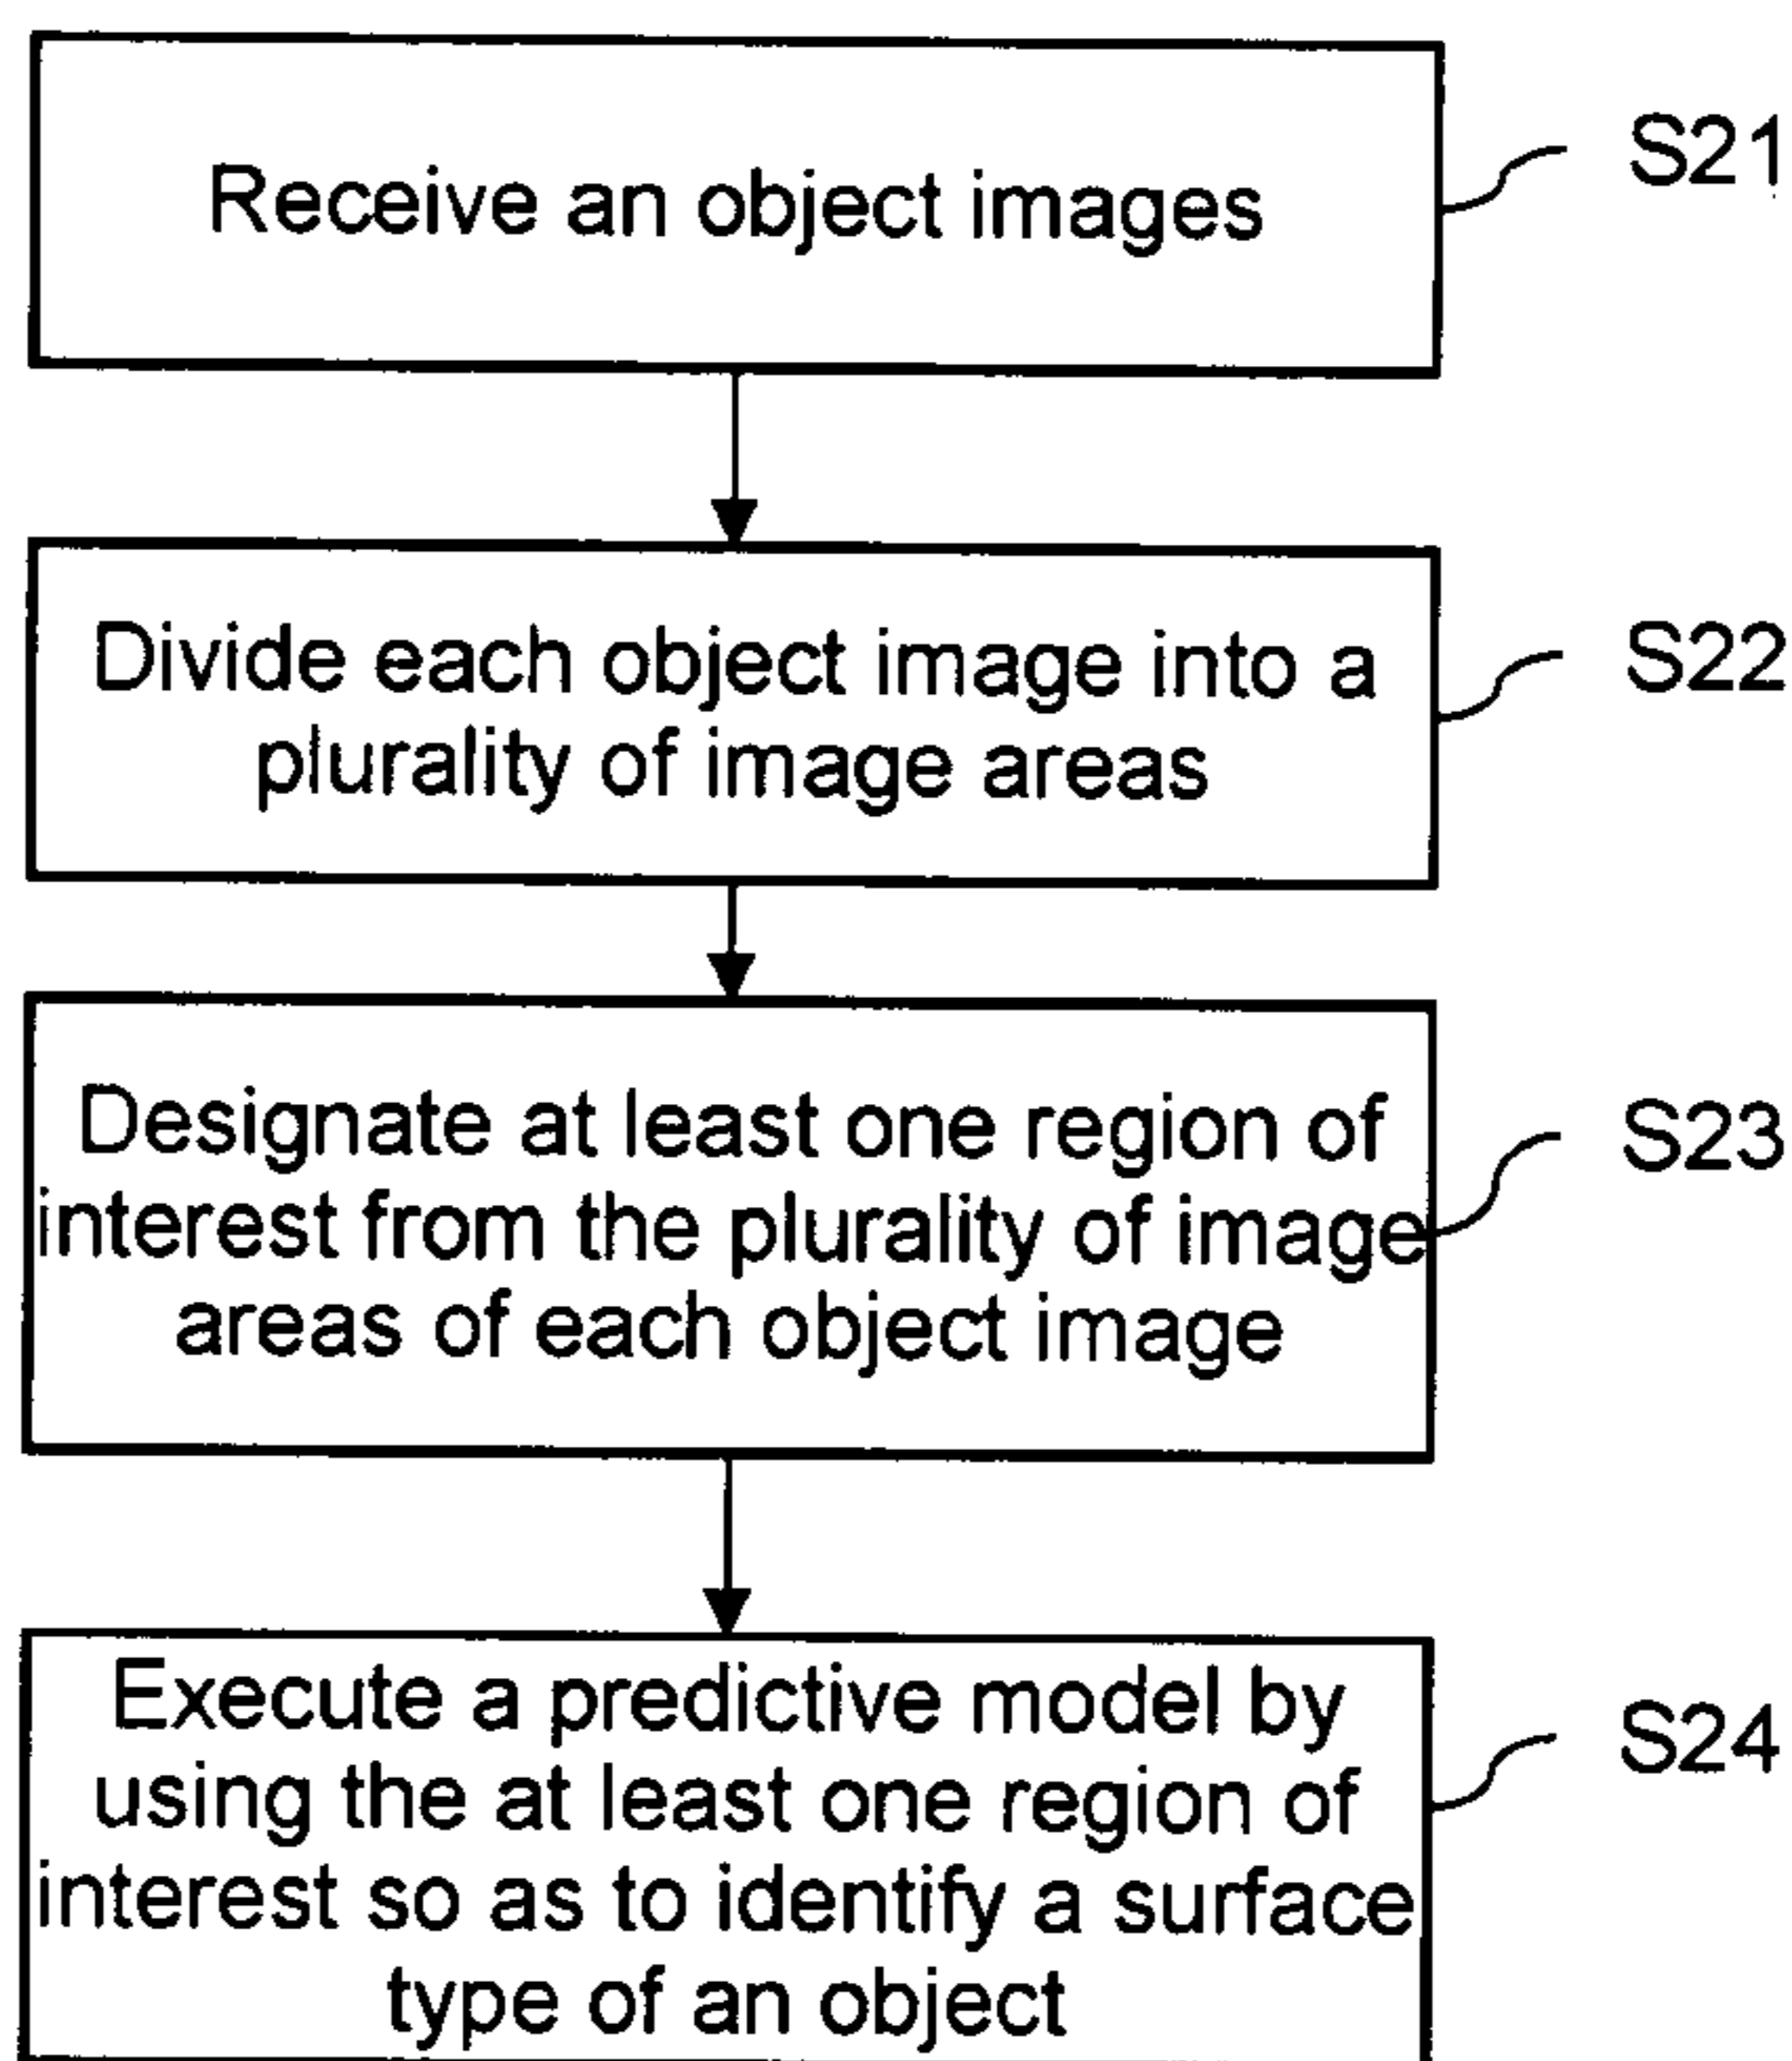 Receive an object images
S21
Divide each object image into a
plurality of image areas
S22
Designate at least one region of
interest from the plurality of image
areas of each object image
S23
Execute a predictive model by
using the at least one region of
interest so as to identify a surface
type of an object
S24